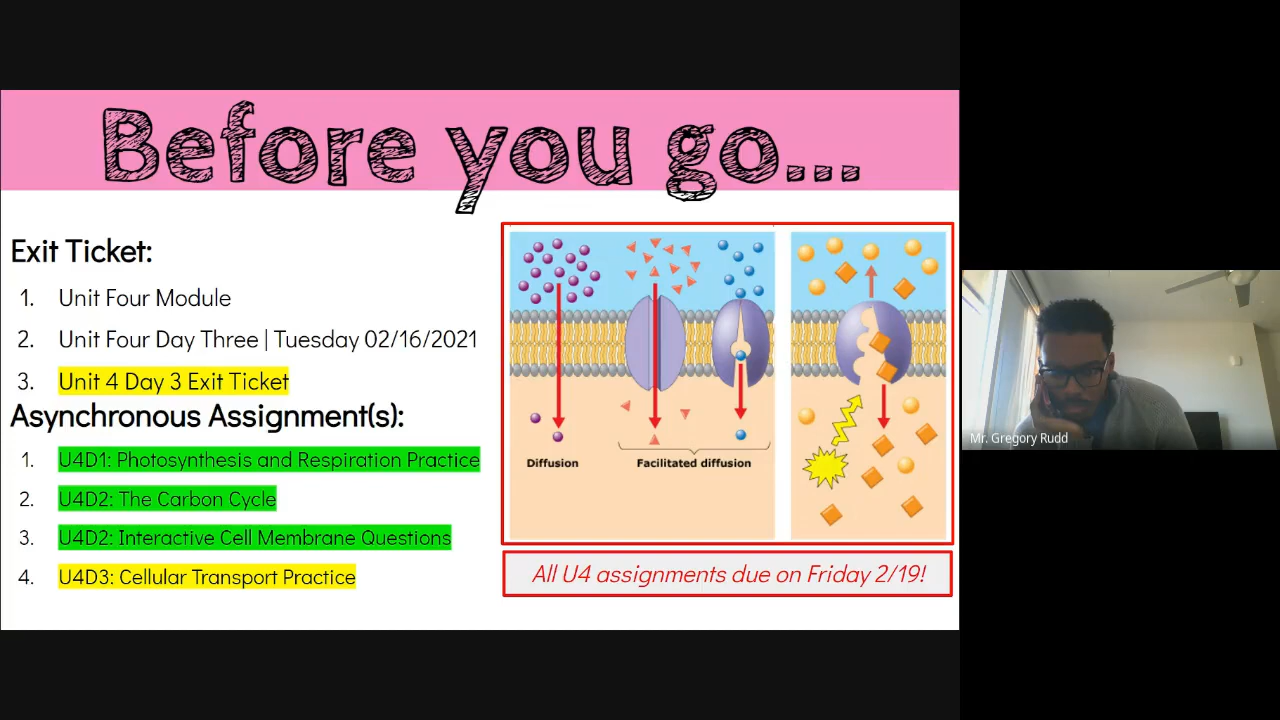 Before you go...
Exit Ticket:
1. Unit Four Module
2. Unit Four Day Three | Tuesday 02/16/2021
3. Unit 4 Day 3 Exit Ticket
Asynchronous Assignment(s):
1. U4D1: Photosynthesis and Respiration Practice
2. U4D2: The Carbon Cycle
3. U4D2: Interactive Cell Membrane Questions
4. U4D3: Cellular Transport Practice
Diffusion
Facilitated diffusion
All U4 assignments due on Friday 2/19!
Mr. Gregory Rudd